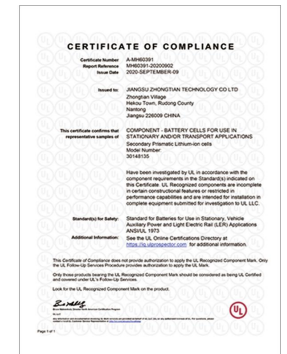 CERTIFICATE OF COMPLIANCE
Certificate Number A-MH60391
Report Reference MH60391-20200902
Issue Date 2020-SEPTEMBER-09
Issued to: JIANGSU ZHONGTIAN TECHNOLOGY CO LTD
Zhongtian Village
Hekou Town, Rudong County
Nantong
Jiangsu 226009 CHINA
This certificate confirms that COMPONENT - BATTERY CELLS FOR USE IN
representative samples of STATIONARY AND/OR TRANSPORT APPLICATIONS
Secondary Prismatic Lithium-ion cells
Model Number
30148135
Have been investigated by UL in accordance with the
component requirements in the Standard(s) indicated on
this Certificate. UL Recognized components are incomplete
in certain constructional features or restricted in
performance capabilities and are intended for installation in
complete equipment submitted for investigation to UL LLC.
Standard(s) for Safety: Standard for Batteries for Use in Stationary, Vehicle
Auxiliary Power and Light Electric Rail (LER) Applications
ANSI/UL 1973
Additional Information: See the UL Online Certifications Directory at
https://iq.ulprospector.com for additional information.
This Certificate of Compliance does not provide authorization to apply the UL Recognized Component Mark. Only
the UL Follow-Up Services Procedure provides authorization to apply the UL Mark.
Only those products bearing the UL Recognized Component Mark should be considered as being UL Certified
and covered under UL's Follow-Up Services.
Look for the UL Recognized Component Mark on the product.
UL
Page 1 of 1